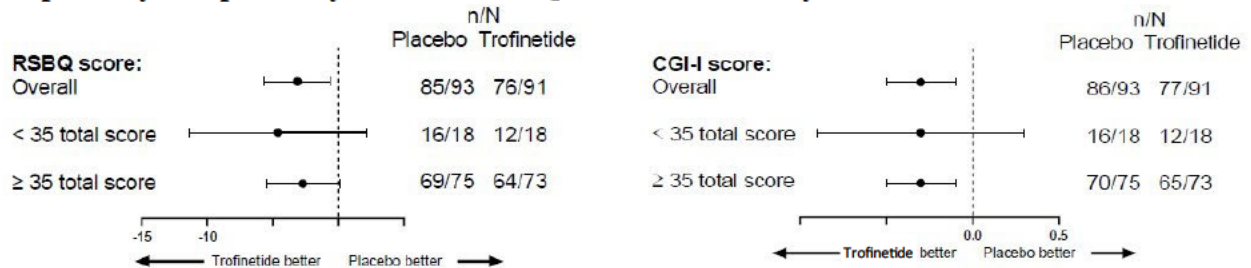 n/N
Placebo Trofinetide
RSBQ score:
Overall 85/93 76/91
< 35 total score 16/18 12/18
≥ 35 total score 69/75 64/73
-15 -10
Trofinetide better Placebo better
n/N
Placebo Trofinetide
CGI-I score:
Overall 86/93 77/91
< 35 total score 16/18 12/18
≥ 35 total score 70/75 65/73
0.0 0.5
Trofinetide better Placebo better